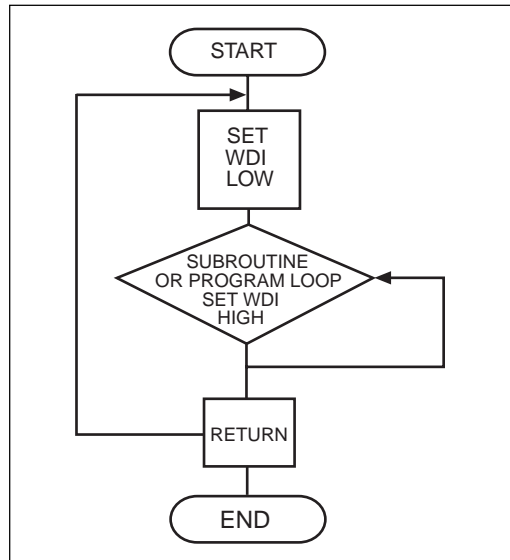 START
SET
WDI
LOW
SUBROUTINE
OR PROGRAM LOOP
SET WDI
HIGH
RETURN
END